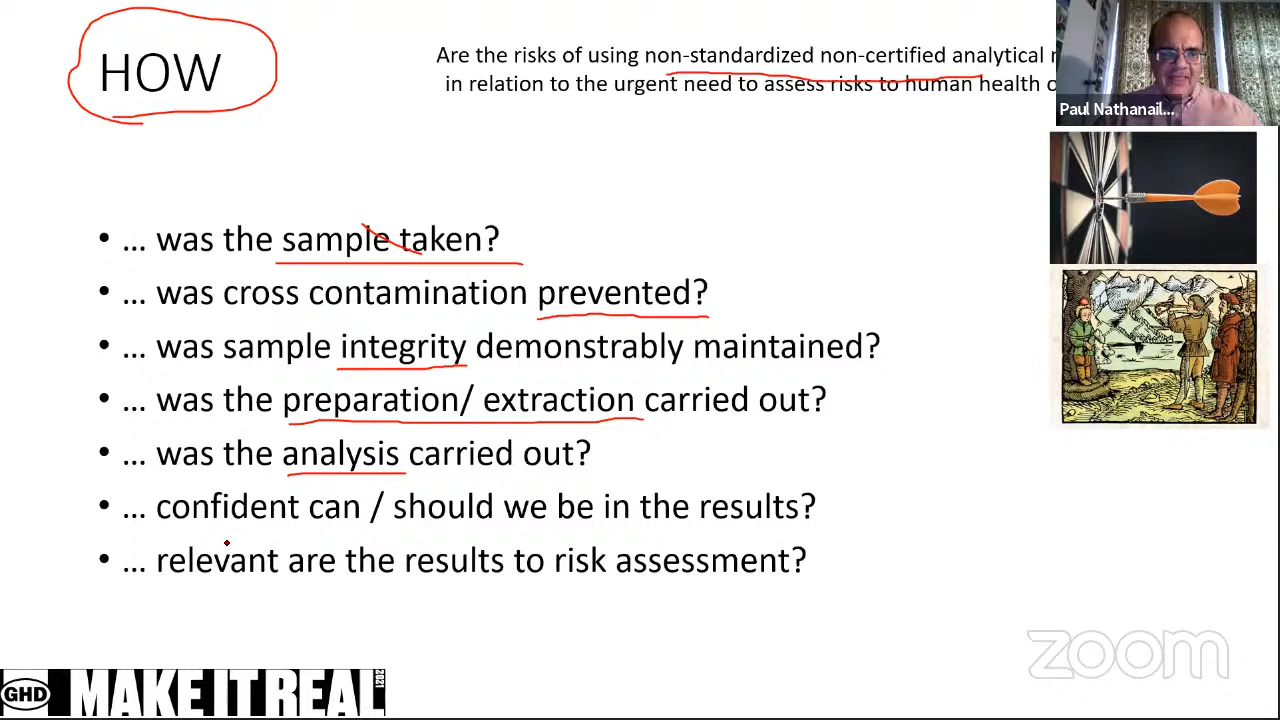 HOW
Are the risks of using non-standardized non-certified analytical
in relation to the urgent need to assess risks to human health
Paul Nathanail...
• ... was the sample taken?
• ... was cross contamination prevented?
• ... was sample integrity demonstrably maintained?
• ... was the preparation/ extraction carried out?
• ... was the analysis carried out?
• ... confident can / should we be in the results?
• ... relevant are the results to risk assessment?
zoom
GHD MAKE IT REAL 2021